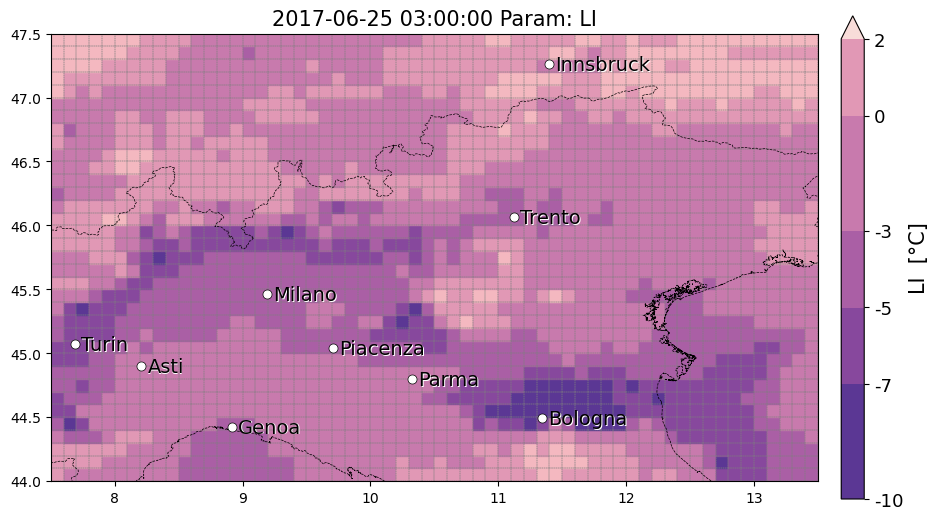 2017-06-25 03:00:00 Param: LI
47.5
47.0
46.5
46.0
45.5
45.0
44.5
44.0
8
9
10
11
12
13
Innsbruck
Trento
Milano
Turin
Piacenza
Asti
Parma
Bologna
Genoa
2
0
-3
-5
-7
-10
LI [°C]